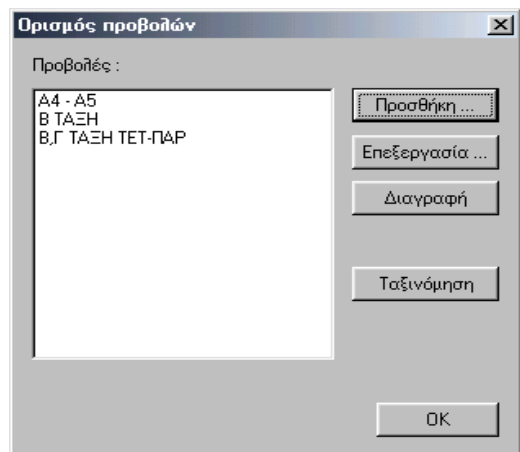 Ορισμός προβολών
Προβολές :
Α4 - Α5
Β ΤΑΞΗ
Β,Γ ΤΑΞΗ ΤΕΤ-ΠΑΡ
Προσθήκη ...
Επεξεργασία ...
Διαγραφή
Ταξινόμηση
OK